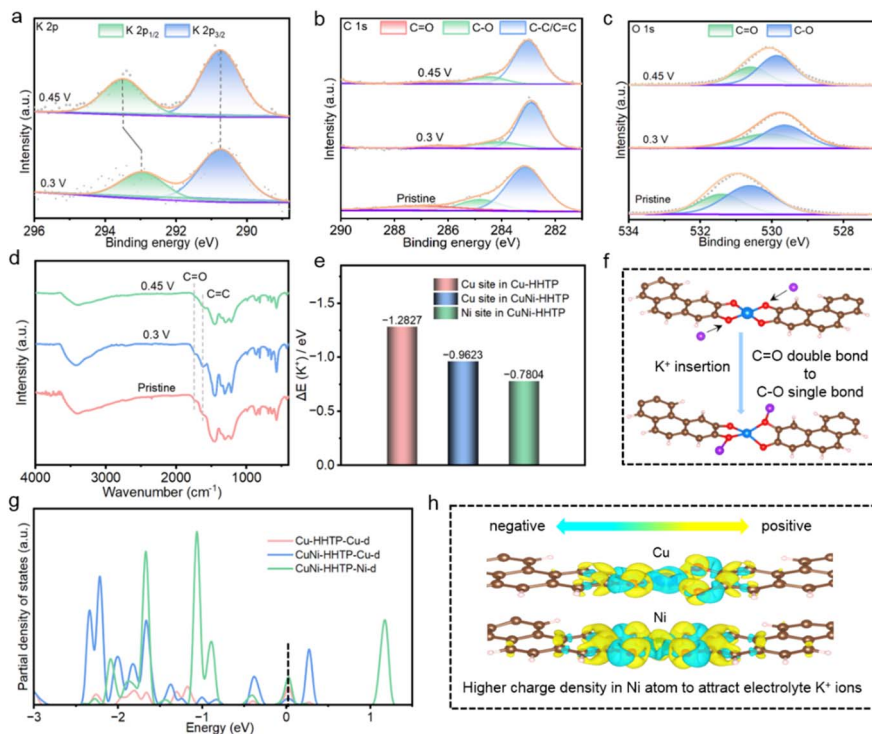 a
K 2p
K 2p1/2
K 2p3/2
0.45 V
0.3 V
Intensity (a.u.)
296 294 292 290
Binding energy (eV)
b
C 1s
C=O
C-O
C-C/C=C
0.45 V
0.3 V
Pristine
Intensity (a.u.)
290 288 286 284 282
Binding energy (eV)
c
O 1s
C=O
C-O
0.45 V
0.3 V
Pristine
Intensity (a.u.)
534 532 530 528
Binding energy (eV)
d
C=O
C=C
0.45 V
0.3 V
Pristine
Intensity (a.u.)
4000 3000 2000 1000
Wavenumber (cm-1)
e
Cu site in Cu-HHTP
Cu site in CuNi-HHTP
Ni site in CuNi-HHTP
−1.2827
−0.9623
−0.7804
−1.5
−1.0
−0.5
0.0
ΔE (K+) / eV
f
K+ insertion
C=O double bond
to
C-O single bond
g
Cu-HHTP-Cu-d
CuNi-HHTP-Cu-d
CuNi-HHTP-Ni-d
Partial density of states (a.u.)
−3 −2 −1 0 1
Energy (eV)
h
negative
positive
Cu
Ni
Higher charge density in Ni atom to attract electrolyte K+ ions